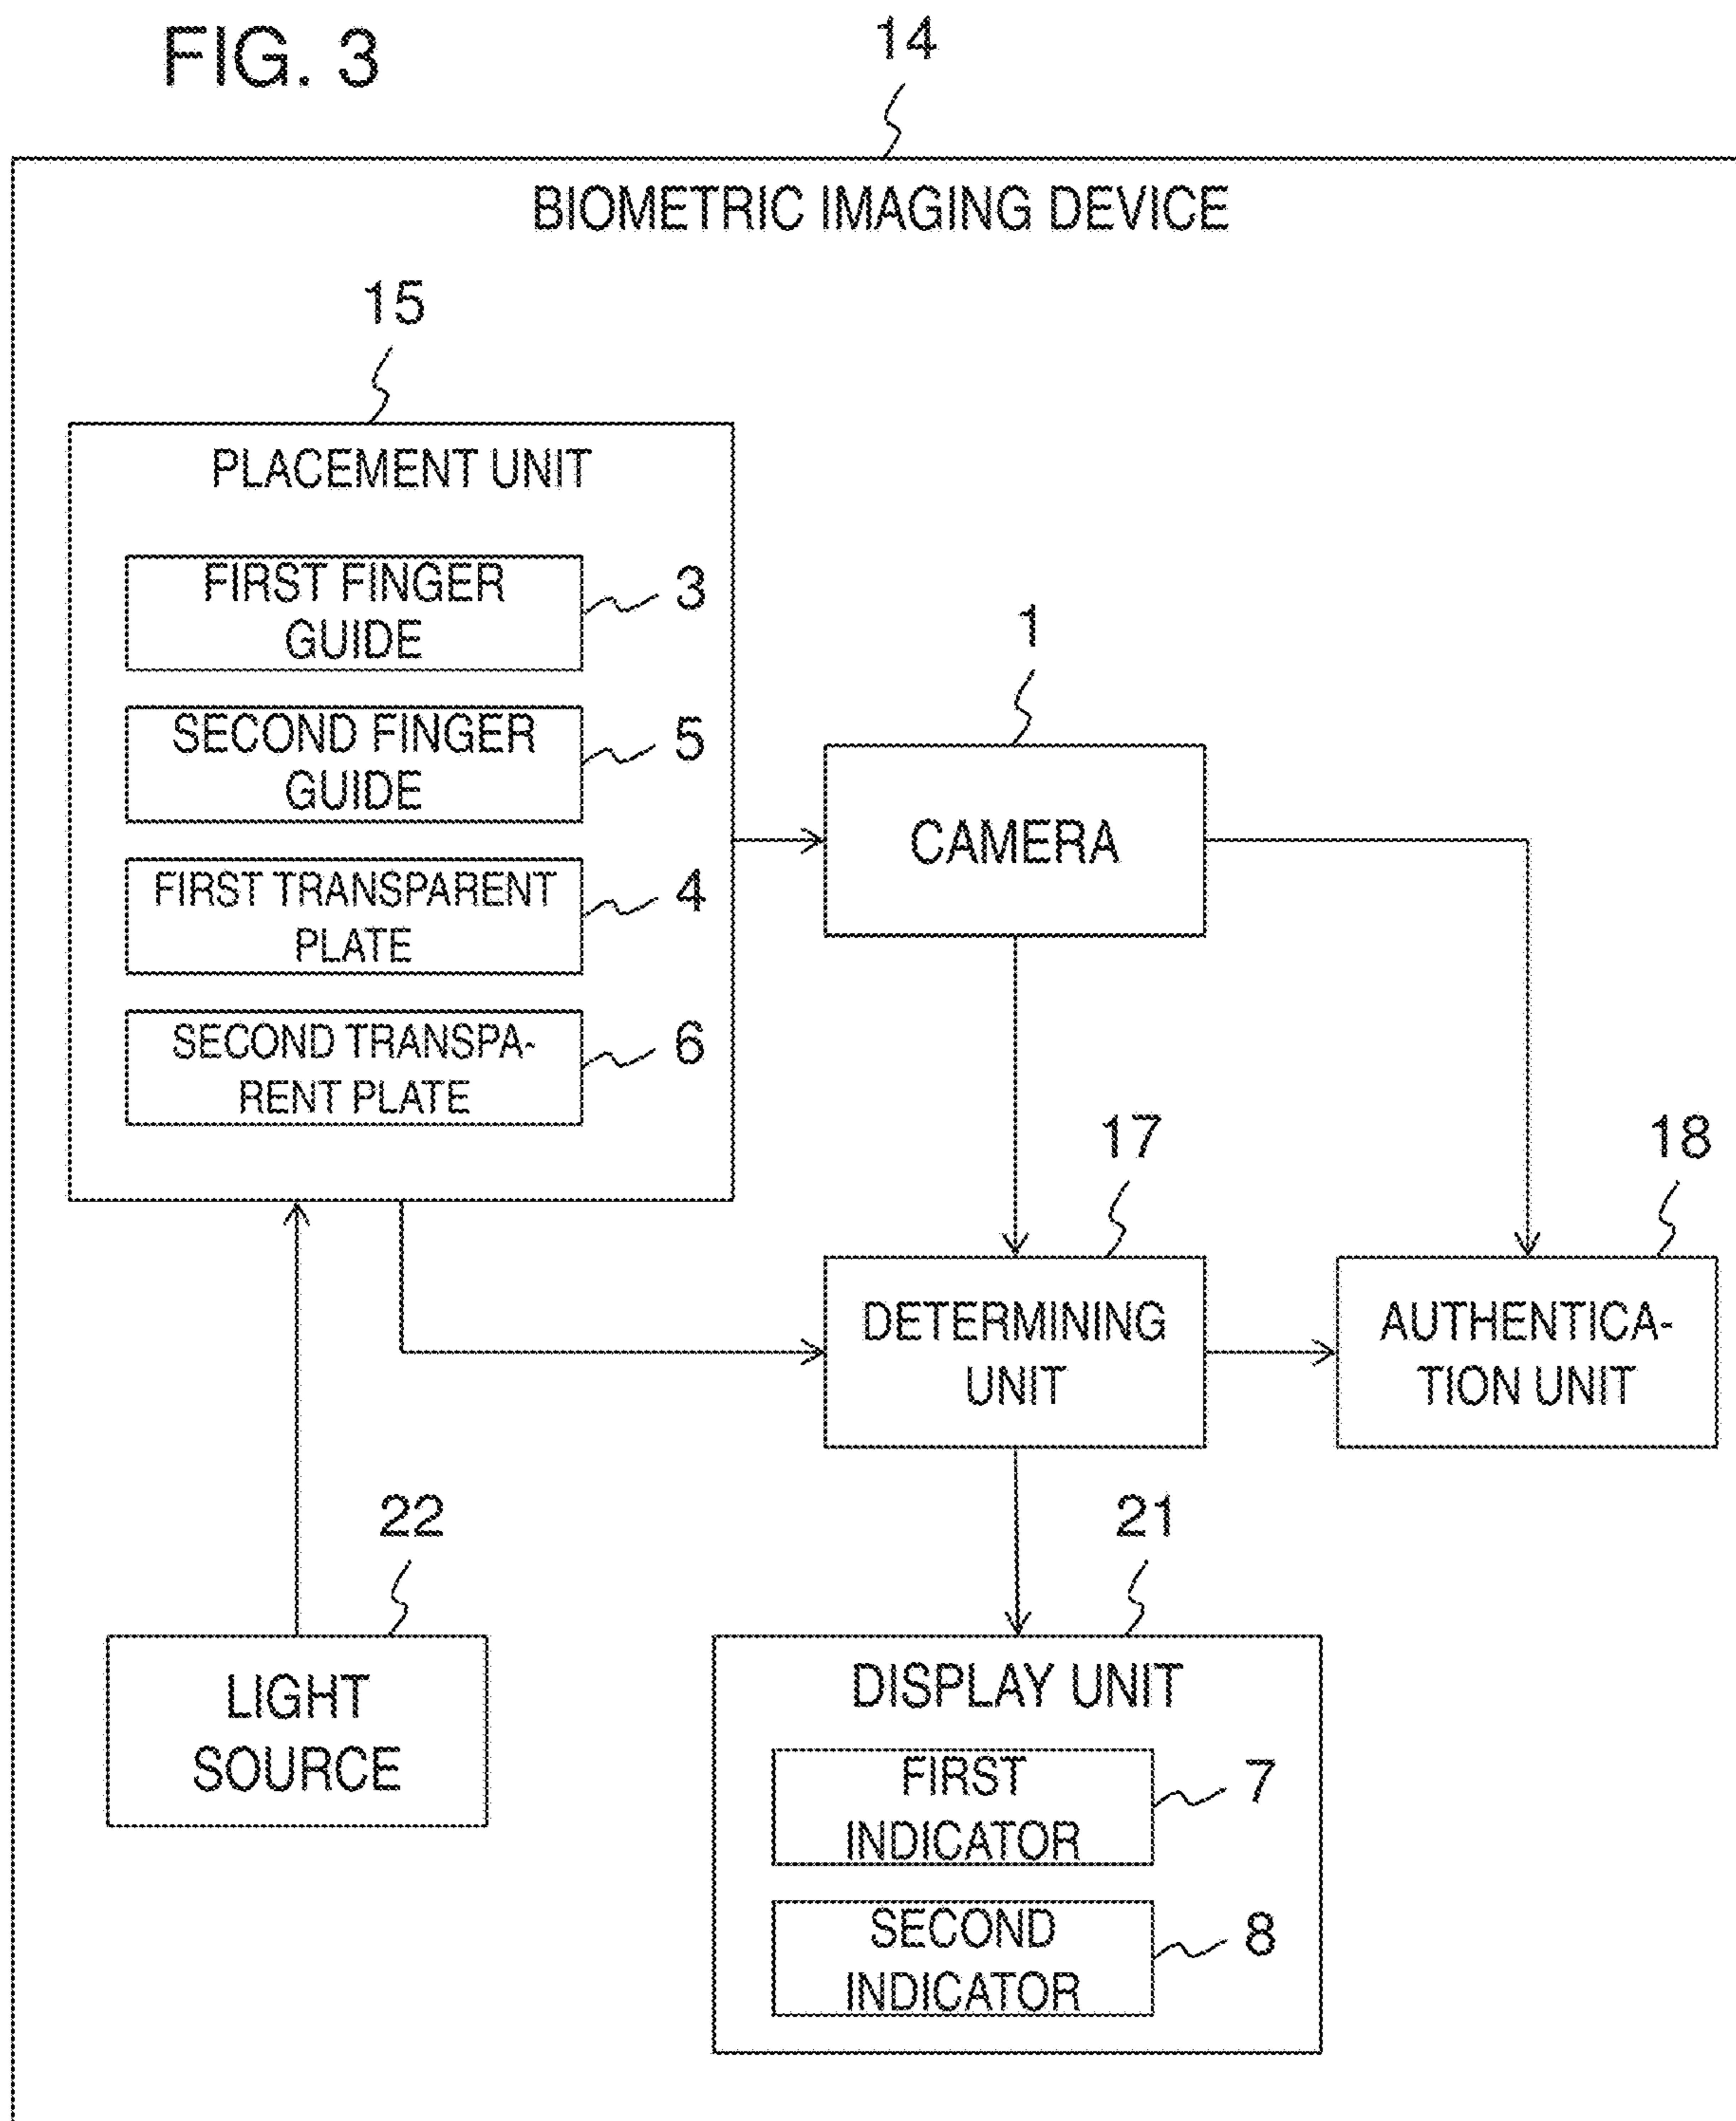 FIG. 3
14
BIOMETRIC IMAGING DEVICE
15
PLACEMENT UNIT
FIRST FINGER
GUIDE
3
SECOND FINGER
GUIDE
5
FIRST TRANSPARENT
PLATE
4
SECOND TRANSPA-
RENT PLATE
6
1
CAMERA
17
DETERMINING
UNIT
18
AUTHENTICA-
TION UNIT
22
LIGHT
SOURCE
21
DISPLAY UNIT
FIRST
INDICATOR
7
SECOND
INDICATOR
8